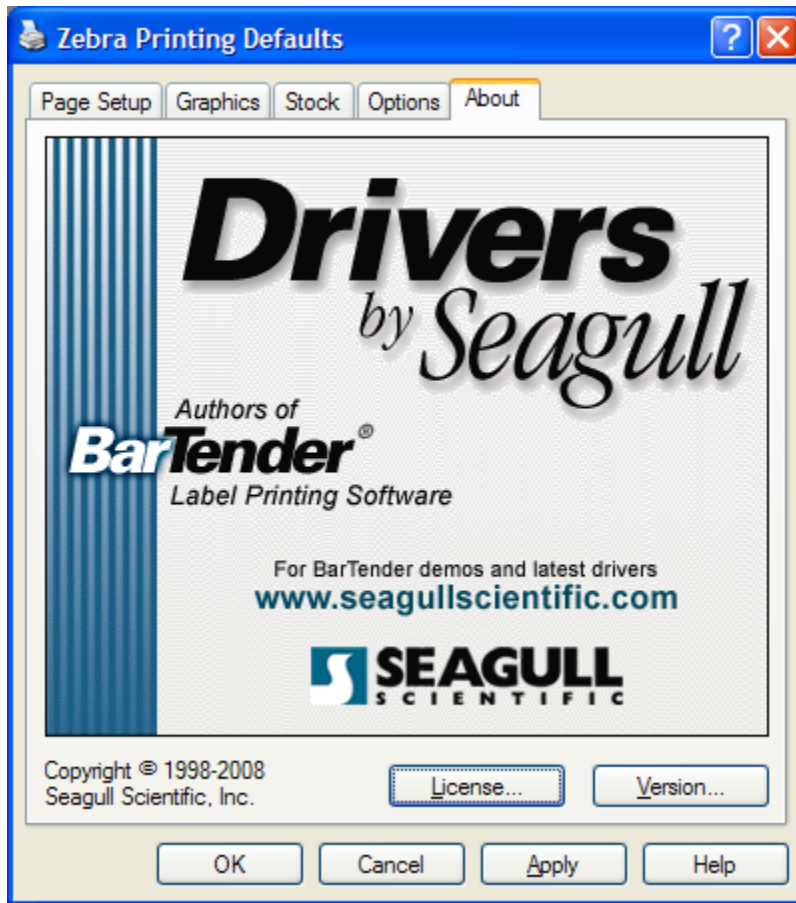 Zebra Printing Defaults
Page Setup Graphics Stock Options About
Drivers
by Seagull
Authors of
BarTender®
Label Printing Software
For BarTender demos and latest drivers
www.seagullscientific.com
SEAGULL
SCIENTIFIC
Copyright © 1998-2008
Seagull Scientific, Inc.
License... Version...
OK Cancel Apply Help